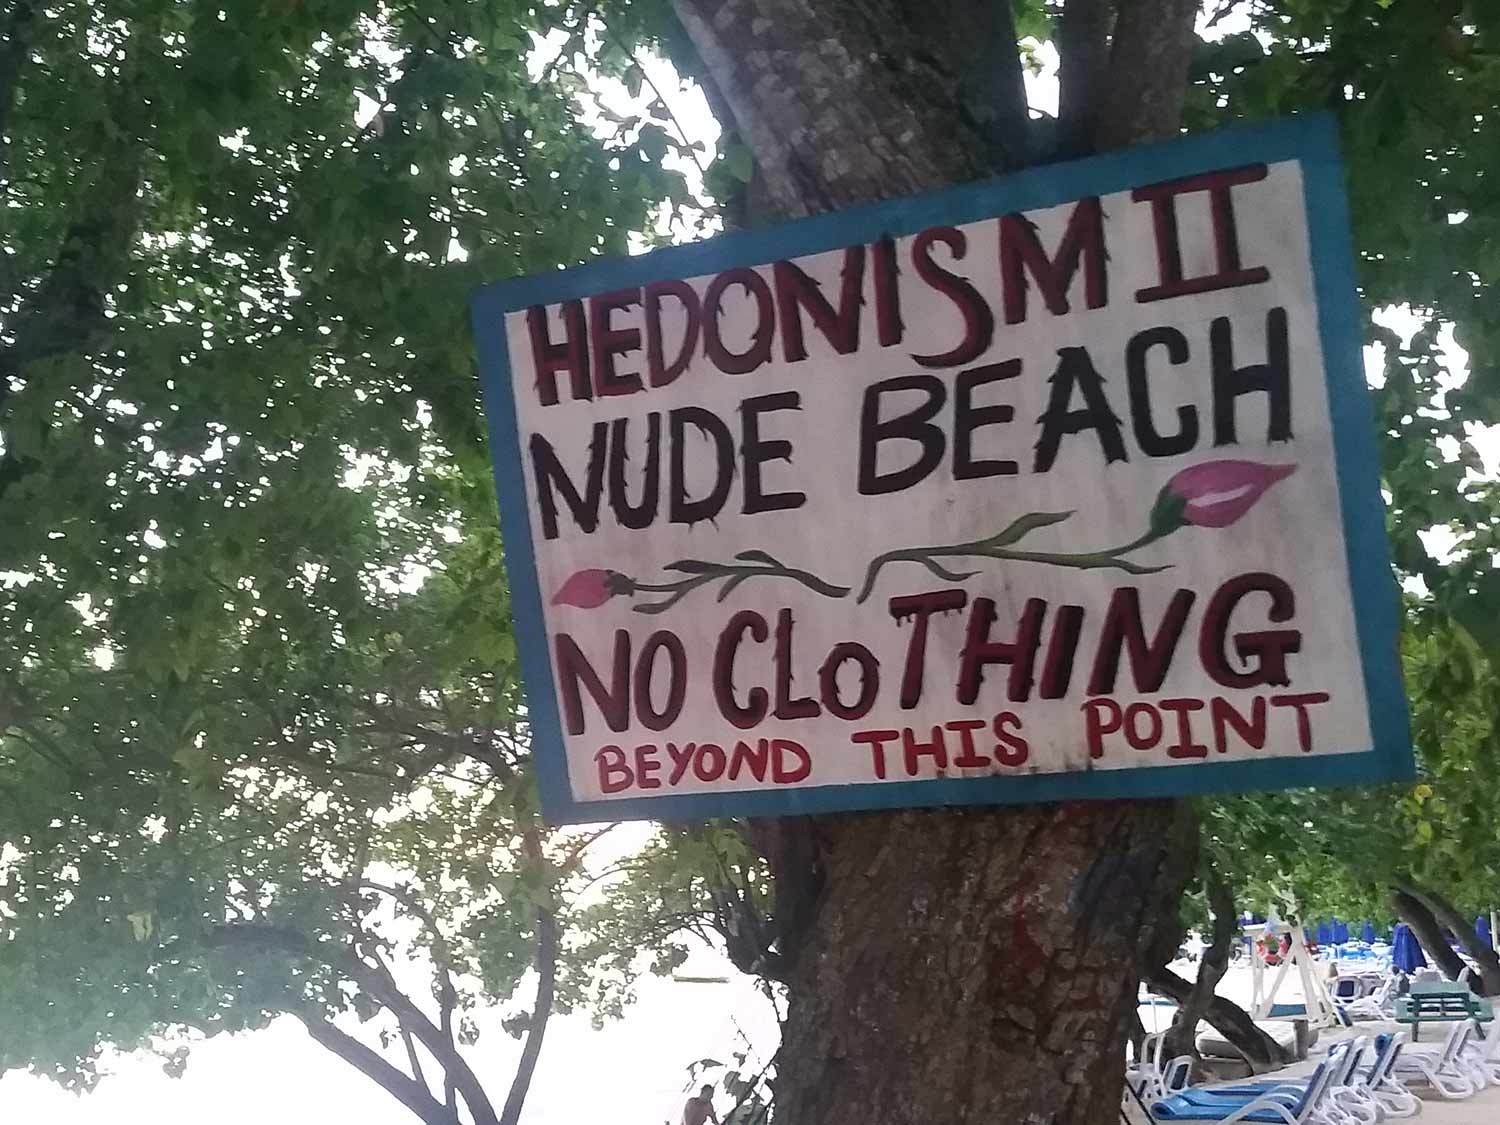 HEDONISM II
NUDE BEACH
NO CLoTHING
BEYOND THIS POINT